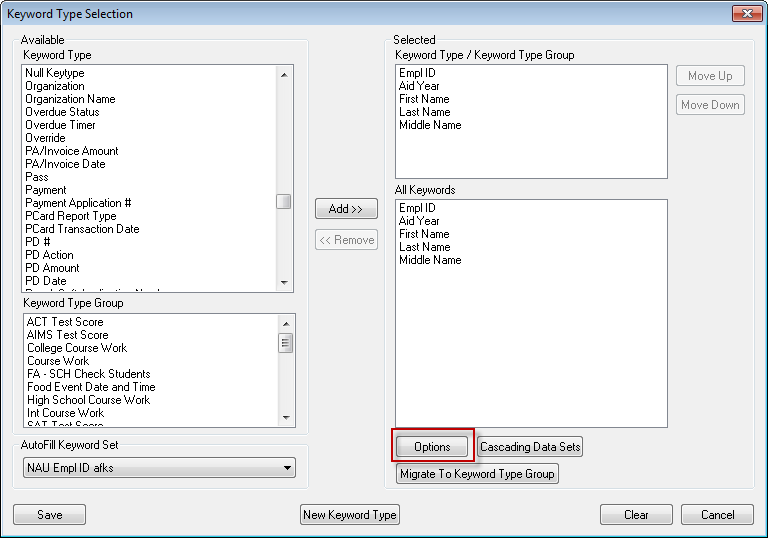 Keyword Type Selection
Available
Keyword Type
Null Keytype
Organization
Organization Name
Overdue Status
Overdue Timer
Override
PA/Invoice Amount
PA/Invoice Date
Pass
Payment
Payment Application #
PCard Report Type
PCard Transaction Date
PD #
PD Action
PD Amount
PD Date
Keyword Type Group
ACT Test Score
AIMS Test Score
College Course Work
Course Work
FA - SCH Check Students
Food Event Date and Time
High School Course Work
Int Course Work
SAT Test Score
AutoFill Keyword Set
NAU Empl ID afks
Add >>
<< Remove
Selected
Keyword Type / Keyword Type Group
Empl ID
Aid Year
First Name
Last Name
Middle Name
Move Up
Move Down
All Keywords
Empl ID
Aid Year
First Name
Last Name
Middle Name
Options
Cascading Data Sets
Migrate To Keyword Type Group
Save
New Keyword Type
Clear
Cancel